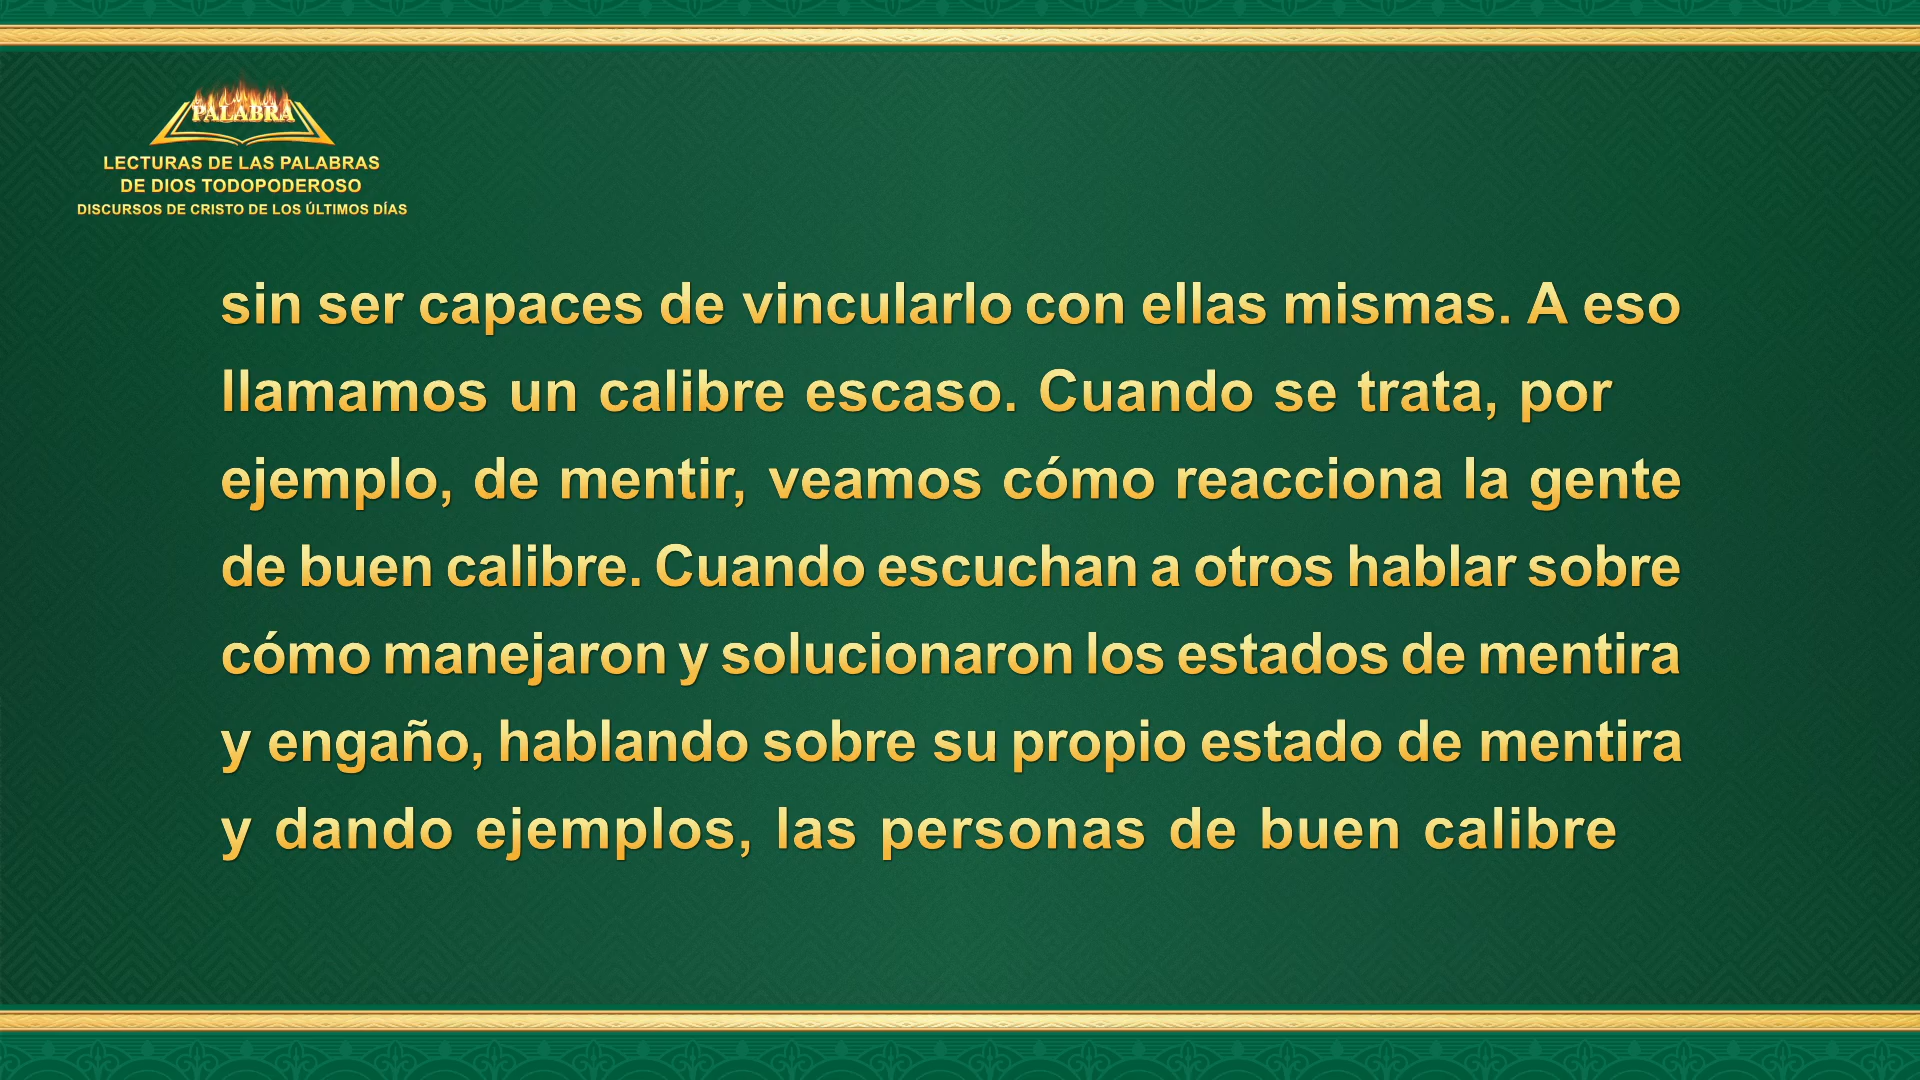 PALABRA
LECTURAS DE LAS PALABRAS
DE DIOS TODOPODEROSO
DISCURSOS DE CRISTO DE LOS ÚLTIMOS DÍAS
sin ser capaces de vincularlo con ellas mismas. A eso
llamamos un calibre escaso. Cuando se trata, por
ejemplo, de mentir, veamos cómo reacciona la gente
de buen calibre. Cuando escuchan a otros hablar sobre
cómo manejaron y solucionaron los estados de mentira
y engaño, hablando sobre su propio estado de mentira
y dando ejemplos, las personas de buen calibre